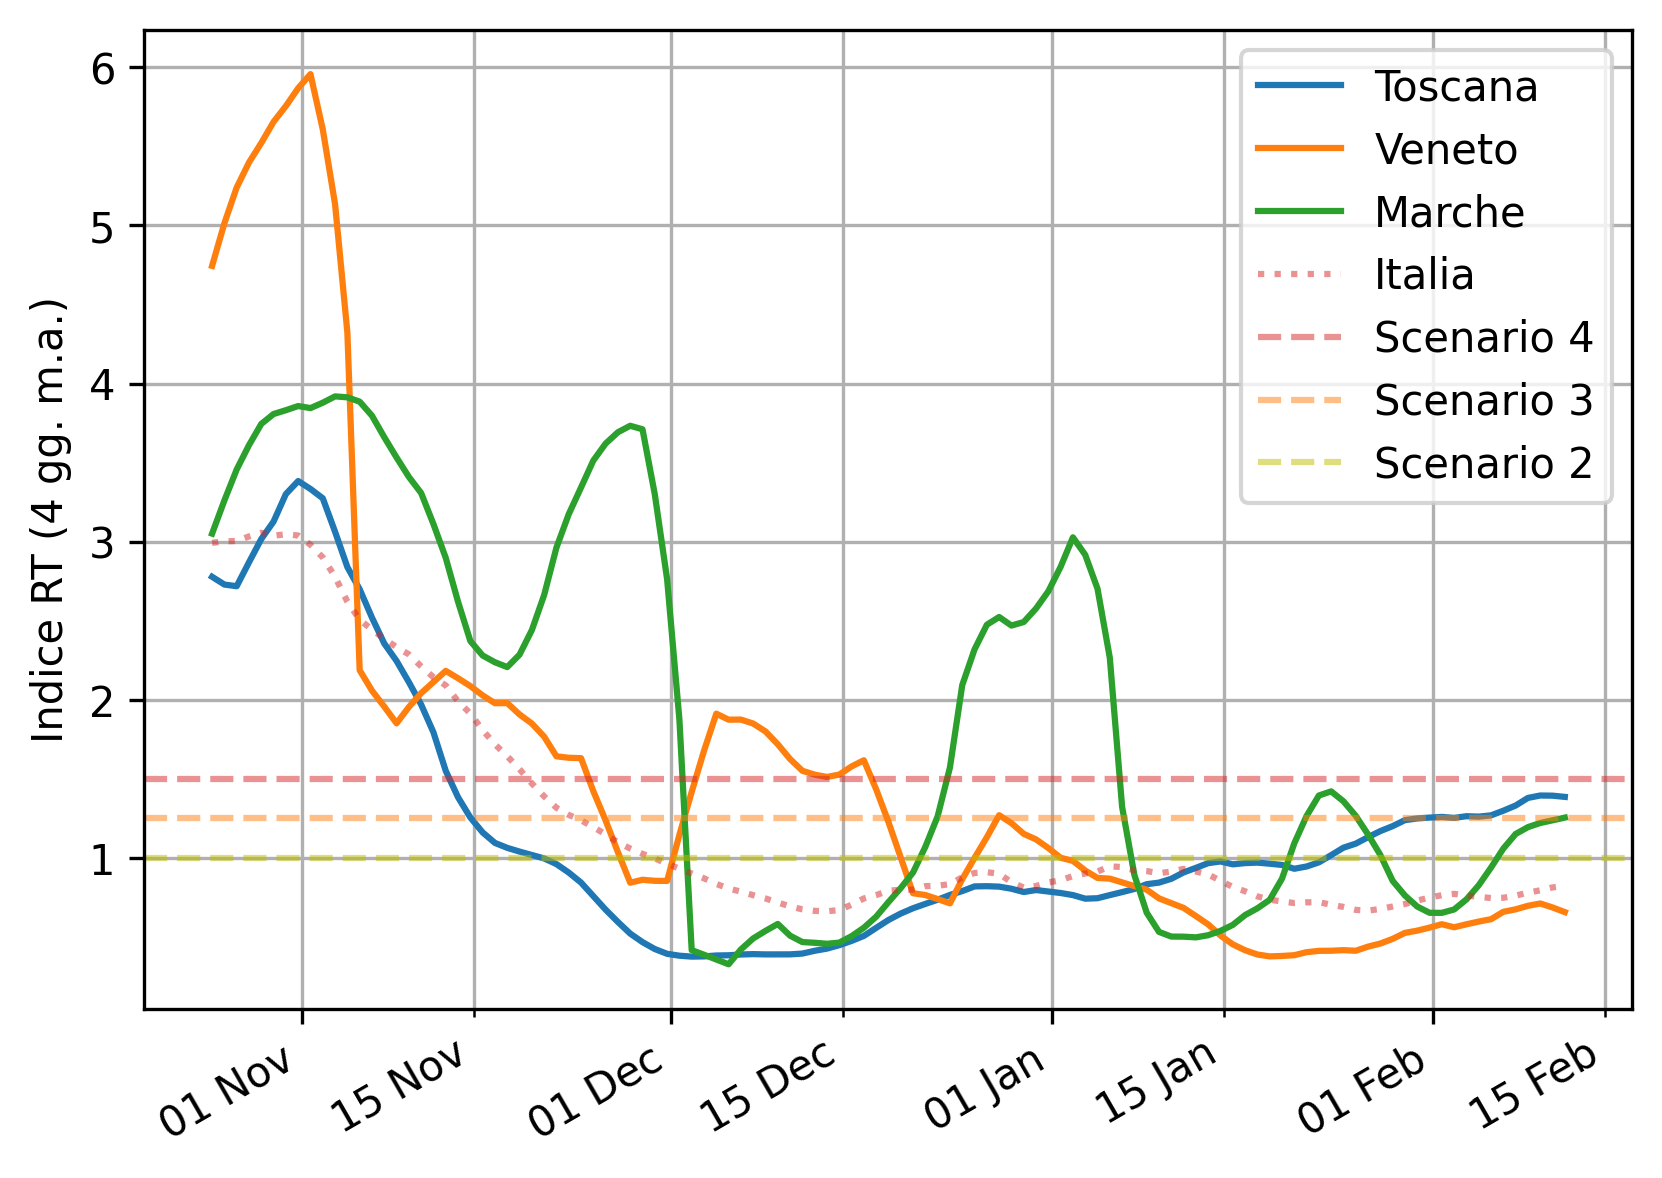 Indice RT (4 gg. m.a.)
6
5
4
3
2
1
Toscana
Veneto
Marche
Italia
Scenario 4
Scenario 3
Scenario 2
01 Nov
15 Nov
01 Dec
15 Dec
01 Jan
15 Jan
01 Feb
15 Feb